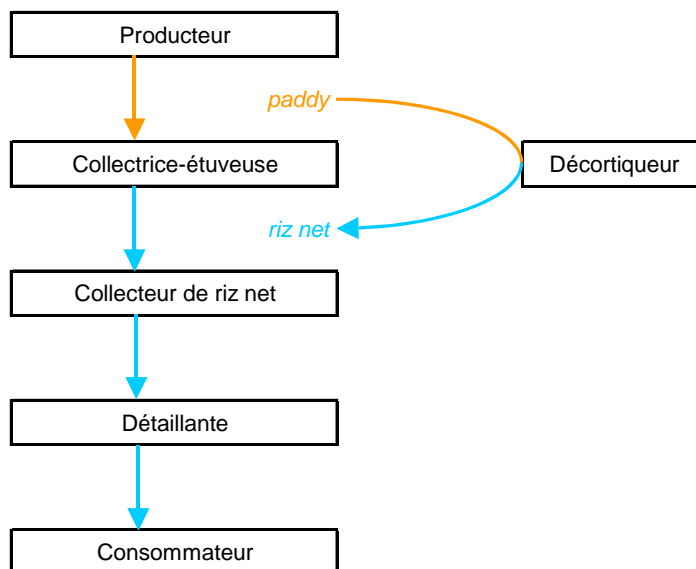 Producteur
paddy
Collectrice-étuveuse
Décortiqueur
riz net
Collecteur de riz net
Détaillante
Consommateur